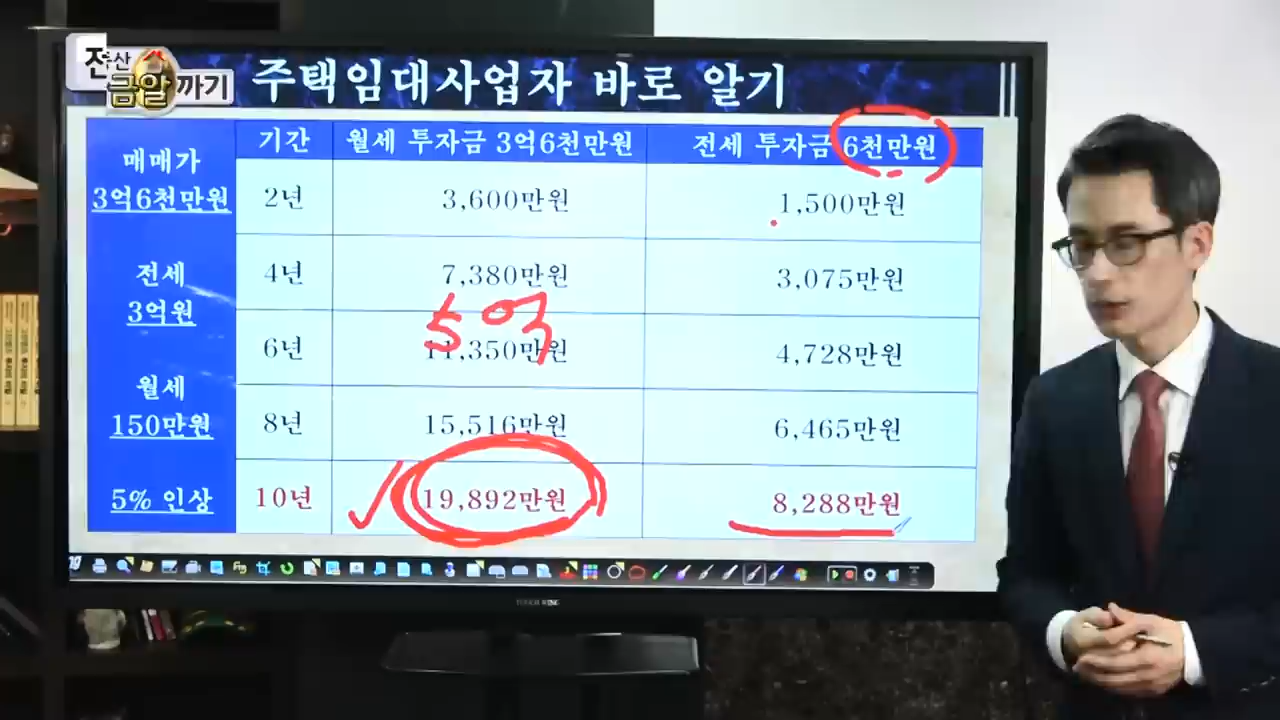 전 산
금알까기
주택임대사업자 바로 알기
매매가
3억6천만원
전세
3억원
월세
150만원
5% 인상
기간 월세 투자금 3억6천만원 전세 투자금 6천만원
2년 3,600만원 1,500만원
4년 7,380만원 3,075만원
5억
6년 11,350만원 4,728만원
8년 15,516만원 6,465만원
10년 19,892만원 8,288만원